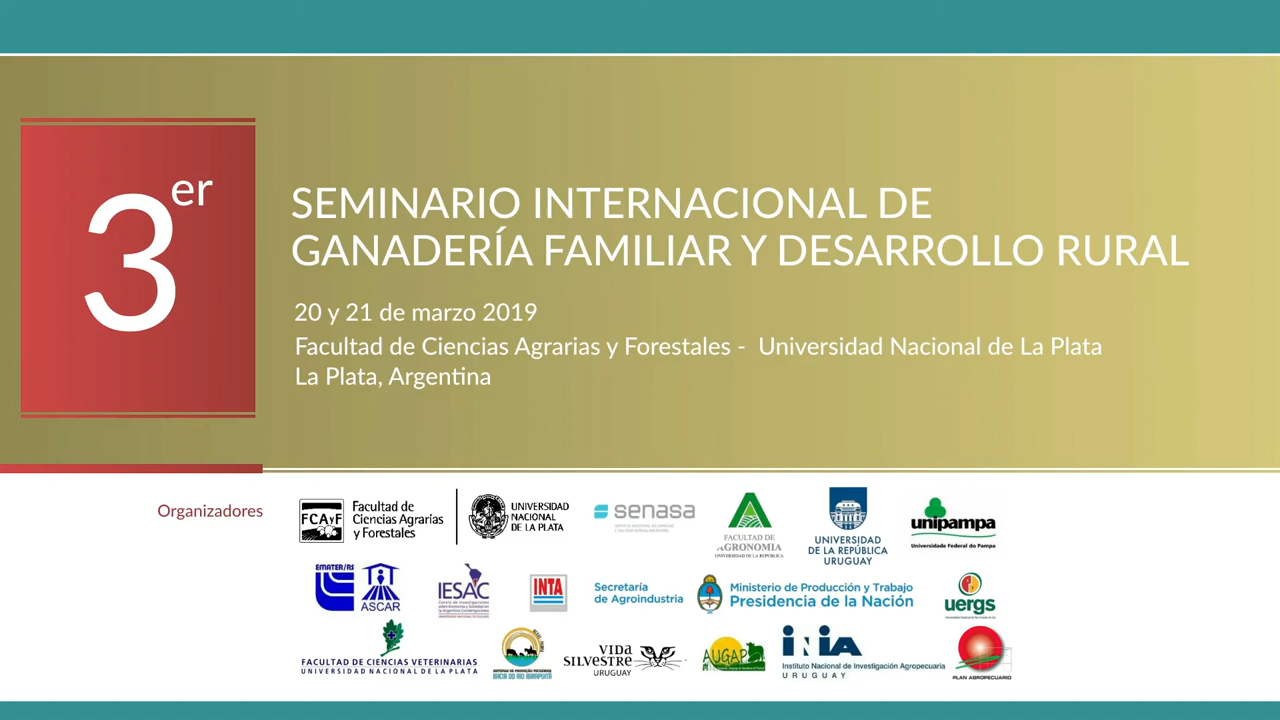 3er
SEMINARIO INTERNACIONAL DE
GANADERÍA FAMILIAR Y DESARROLLO RURAL
20 y 21 de marzo 2019
Facultad de Ciencias Agrarias y Forestales - Universidad Nacional de La Plata
La Plata, Argentina
Organizadores
FCAyF
Facultad de
Ciencias Agrarias
y Forestales
UNIVERSIDAD
NACIONAL
DE LA PLATA
senasa
FACULTAD DE
AGRONOMIA
UNIVERSIDAD DE LA REPUBLICA
UNIVERSIDAD
DE LA REPÚBLICA
URUGUAY
unipampa
Universidade Federal do Pampa
EMATER/RS
ASCAR
IESAC
INTA
Secretaría
de Agroindustria
Ministerio de Producción y Trabajo
Presidencia de la Nación
uergs
FACULTAD DE CIENCIAS VETERINARIAS
UNIVERSIDAD NACIONAL DE LA PLATA
VIDA
SILVESTRE
URUGUAY
AUGAP
INIA
Instituto Nacional de Investigación Agropecuaria
URUGUAY
PLAN AGROPECUARIO